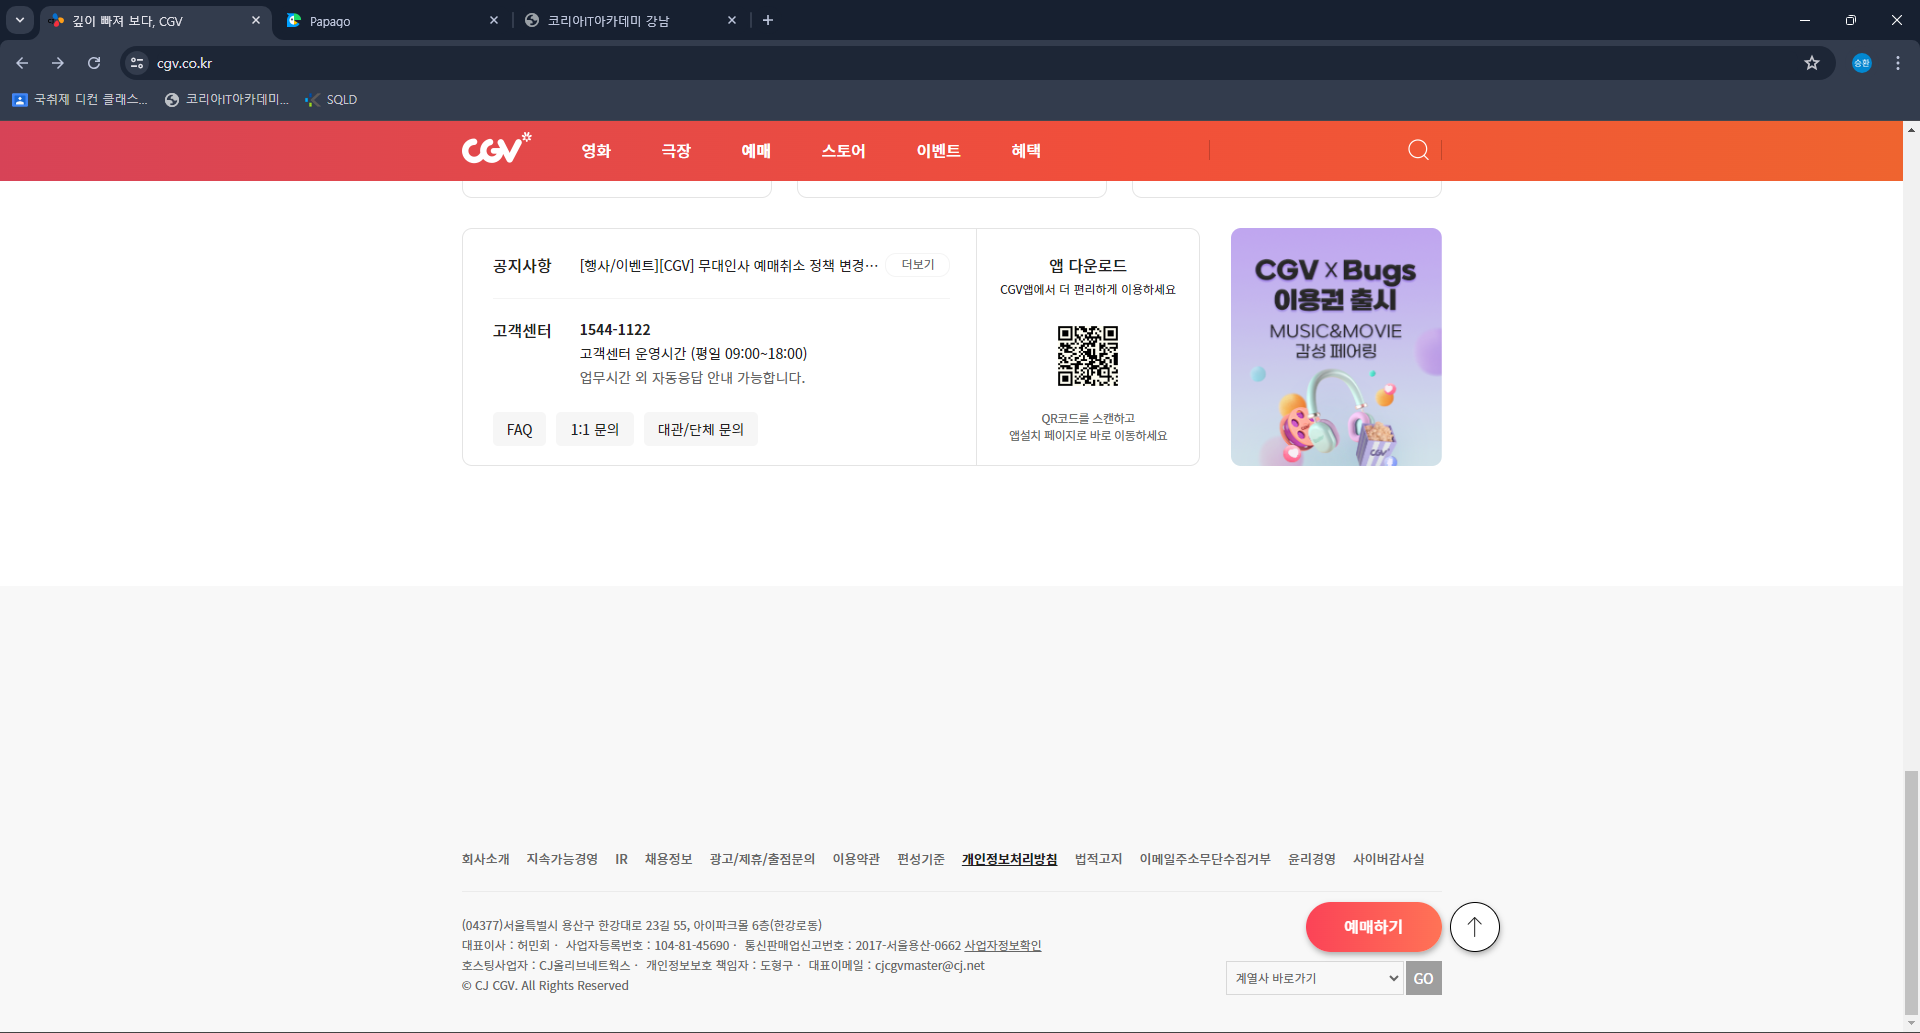 깊이 빠져 보다, CGV
Papago
코리아IT아카데미 강남
cgv.co.kr
승환
국취제 디컨 클래스...
코리아IT아카데미...
SQLD
CGV
영화
극장
예매
스토어
이벤트
혜택
공지사항
[행사/이벤트][CGV] 무대인사 예매취소 정책 변경…
더보기
고객센터
1544-1122
고객센터 운영시간 (평일 09:00~18:00)
업무시간 외 자동응답 안내 가능합니다.
FAQ
1:1 문의
대관/단체 문의
앱 다운로드
CGV앱에서 더 편리하게 이용하세요
QR코드를 스캔하고
앱설치 페이지로 바로 이동하세요
CGV X Bugs
이용권 출시
MUSIC&MOVIE
감성 페어링
CGV
회사소개
지속가능경영
IR
채용정보
광고/제휴/출점문의
이용약관
편성기준
개인정보처리방침
법적고지
이메일주소무단수집거부
윤리경영
사이버감사실
(04377)서울특별시 용산구 한강대로 23길 55, 아이파크몰 6층(한강로동)
대표이사 : 허민회 · 사업자등록번호 : 104-81-45690 · 통신판매업신고번호 : 2017-서울용산-0662 사업자정보확인
호스팅사업자 : CJ올리브네트웍스 · 개인정보보호 책임자 : 도형구 · 대표이메일 : cjcgvmaster@cj.net
© CJ CGV. All Rights Reserved
예매하기
계열사 바로가기
GO